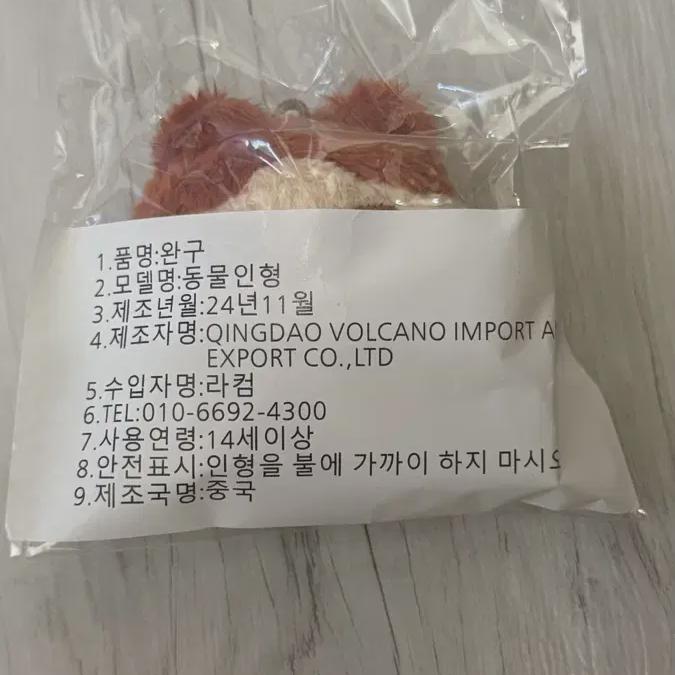 1.품명:완구
2.모델명:동물인형
3.제조년월:24년11월
4.제조자명:QINGDAO VOLCANO IMPORT A
EXPORT CO.,LTD
5.수입자명:라컴
6.TEL:010-6692-4300
7.사용연령:14세이상
8.안전표시:인형을 불에 가까이 하지 마시오
9.제조국명:중국